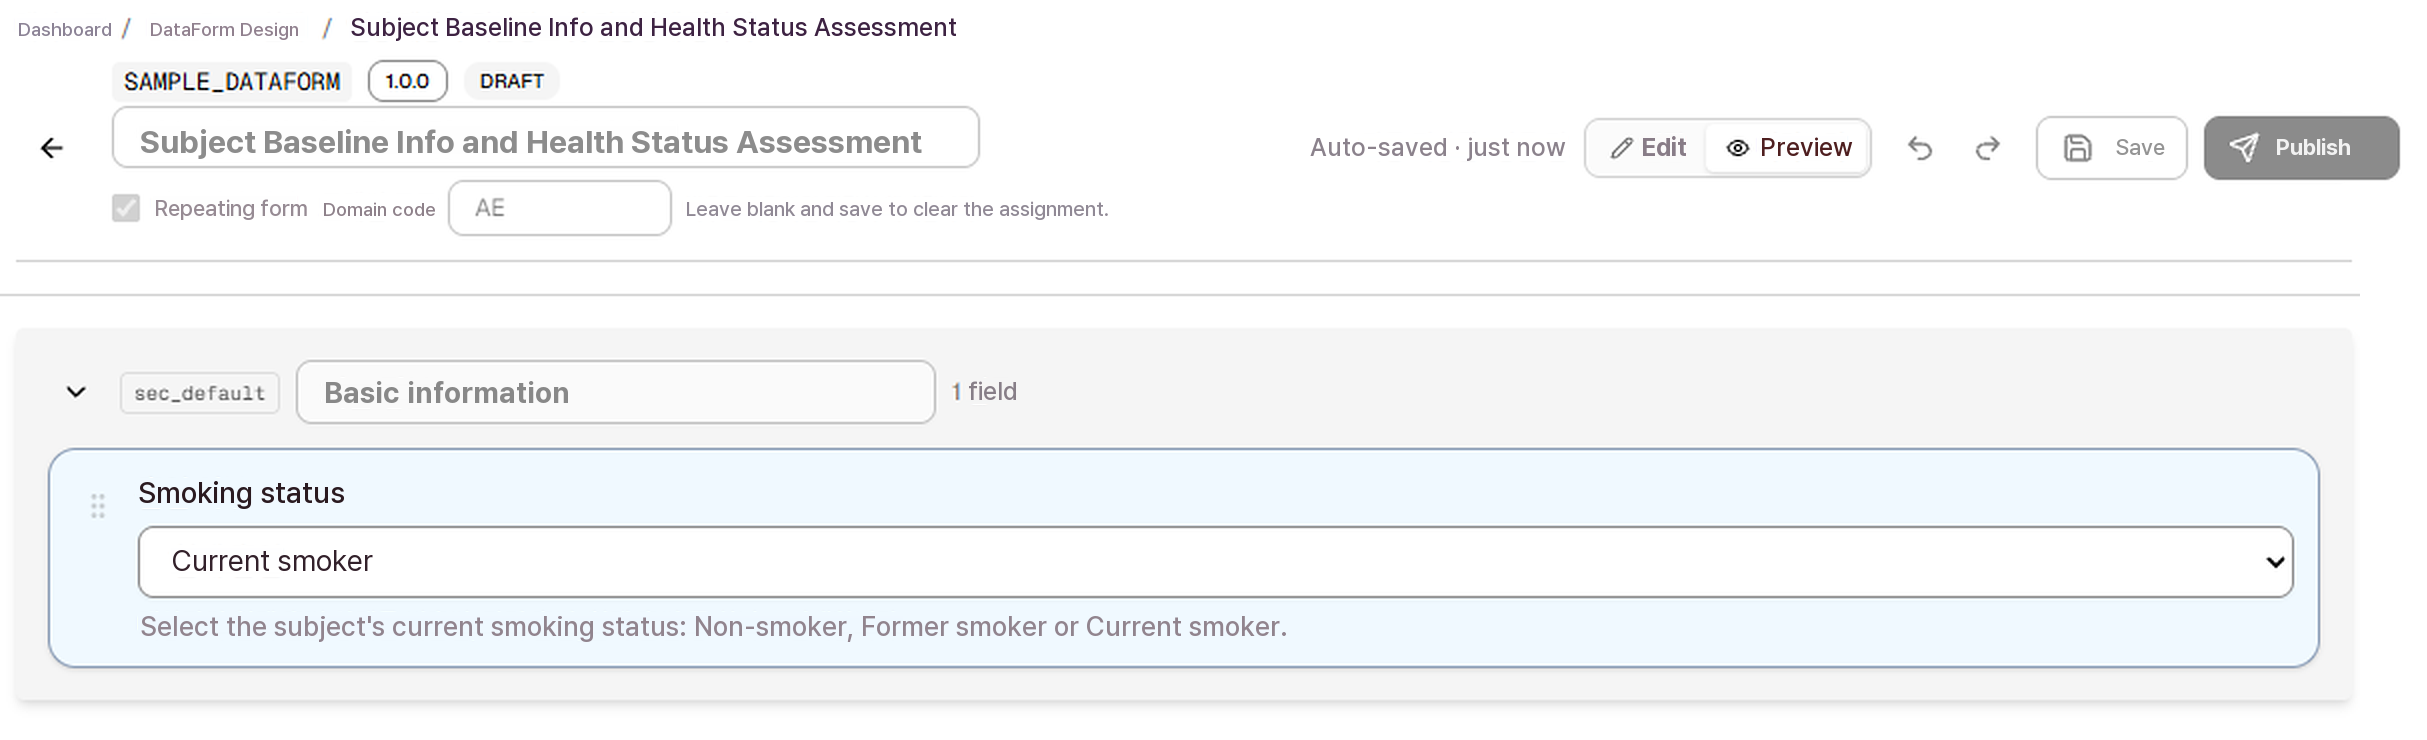 Dashboard / DataForm Design / Subject Baseline Info and Health Status Assessment
SAMPLE_DATAFORM 1.0.0 DRAFT
Subject Baseline Info and Health Status Assessment
Auto-saved · just now Edit Preview Save Publish
Repeating form Domain code AE Leave blank and save to clear the assignment.
sec_default Basic information 1 field
Smoking status
Current smoker
Select the subject's current smoking status: Non-smoker, Former smoker or Current smoker.